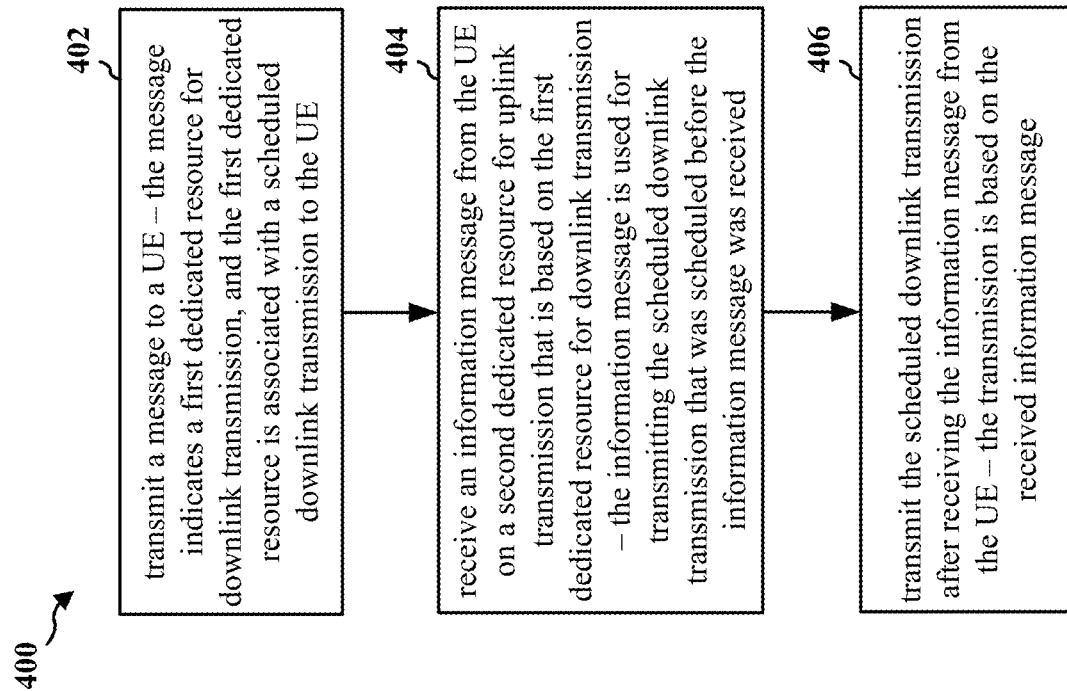 400
402
transmit a message to a UE – the message
indicates a first dedicated resource for
downlink transmission, and the first dedicated
resource is associated with a scheduled
downlink transmission to the UE
404
receive an information message from the UE
on a second dedicated resource for uplink
transmission that is based on the first
dedicated resource for downlink transmission
– the information message is used for
transmitting the scheduled downlink
transmission that was scheduled before the
information message was received
406
transmit the scheduled downlink transmission
after receiving the information message from
the UE – the transmission is based on the
received information message